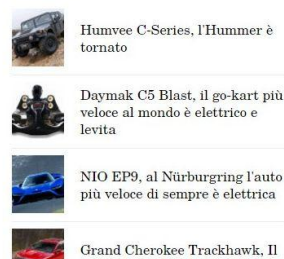 Humvee C-Series, l'Hummer è
tornato
Daymak C5 Blast, il go-kart più
veloce al mondo è elettrico e
levita
NIO EP9, al Nürburgring l'auto
più veloce di sempre è elettrica
Grand Cherokee Trackhawk, Il